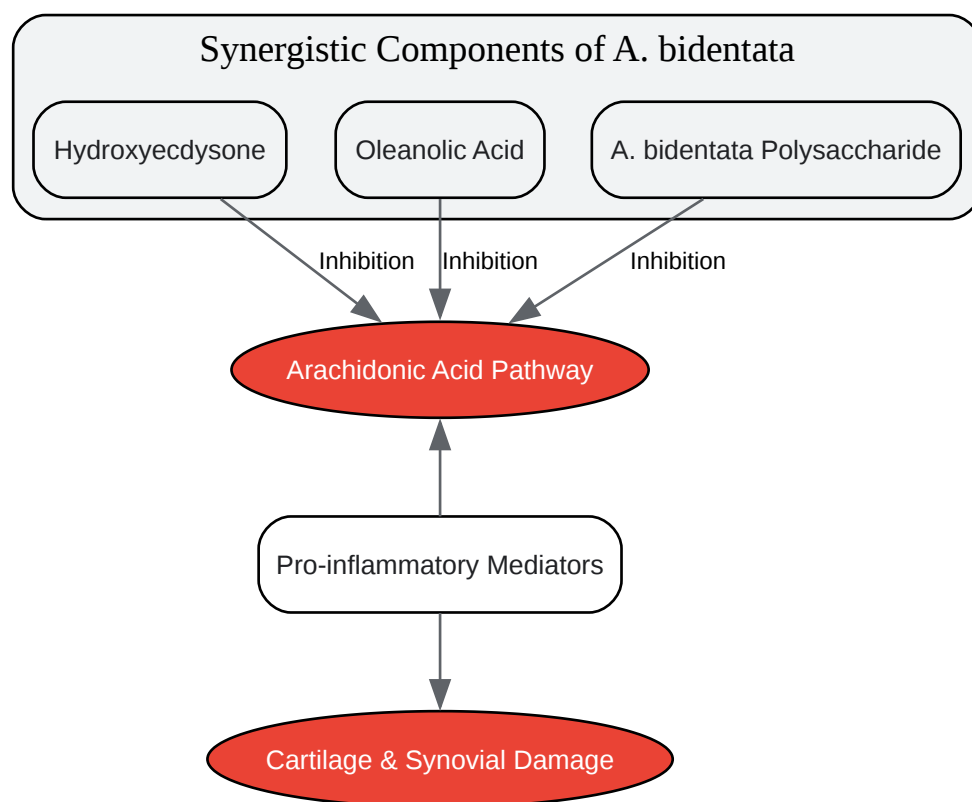 Synergistic Components of A. bidentata
Hydroxyecdysone
Oleanolic Acid
A. bidentata Polysaccharide
Inhibition
Inhibition
Inhibition
Arachidonic Acid Pathway
Pro-inflammatory Mediators
Cartilage & Synovial Damage